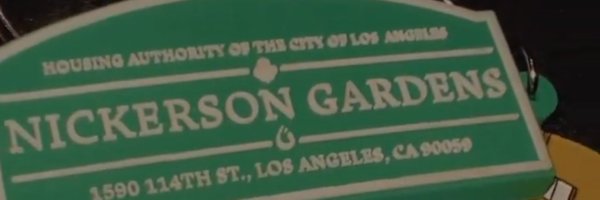 HOUSING AUTHORITY OF THE CITY OF LOS ANGELES
NICKERSON GARDENS
1590 114TH ST., LOS ANGELES, CA 90059